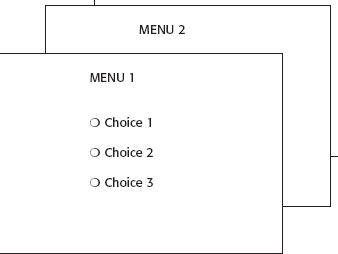 MENU 2
MENU 1
❍ Choice 1
❍ Choice 2
❍ Choice 3